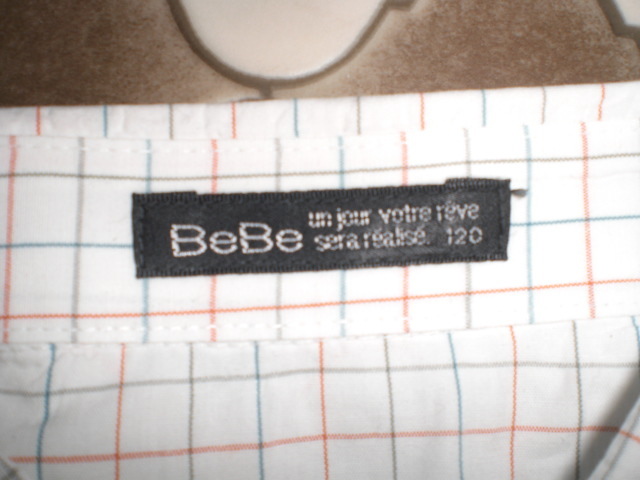 BeBe
un jour votre rêve
sera réalisé. 120